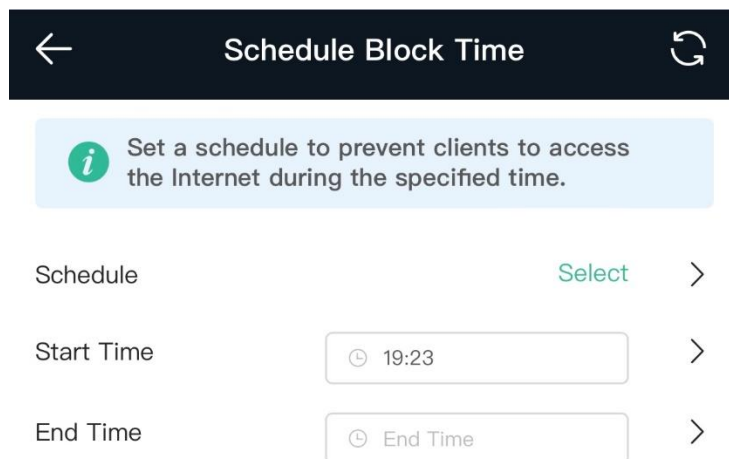 Schedule Block Time
Set a schedule to prevent clients to access
the Internet during the specified time.
Schedule Select
Start Time 19:23
End Time End Time